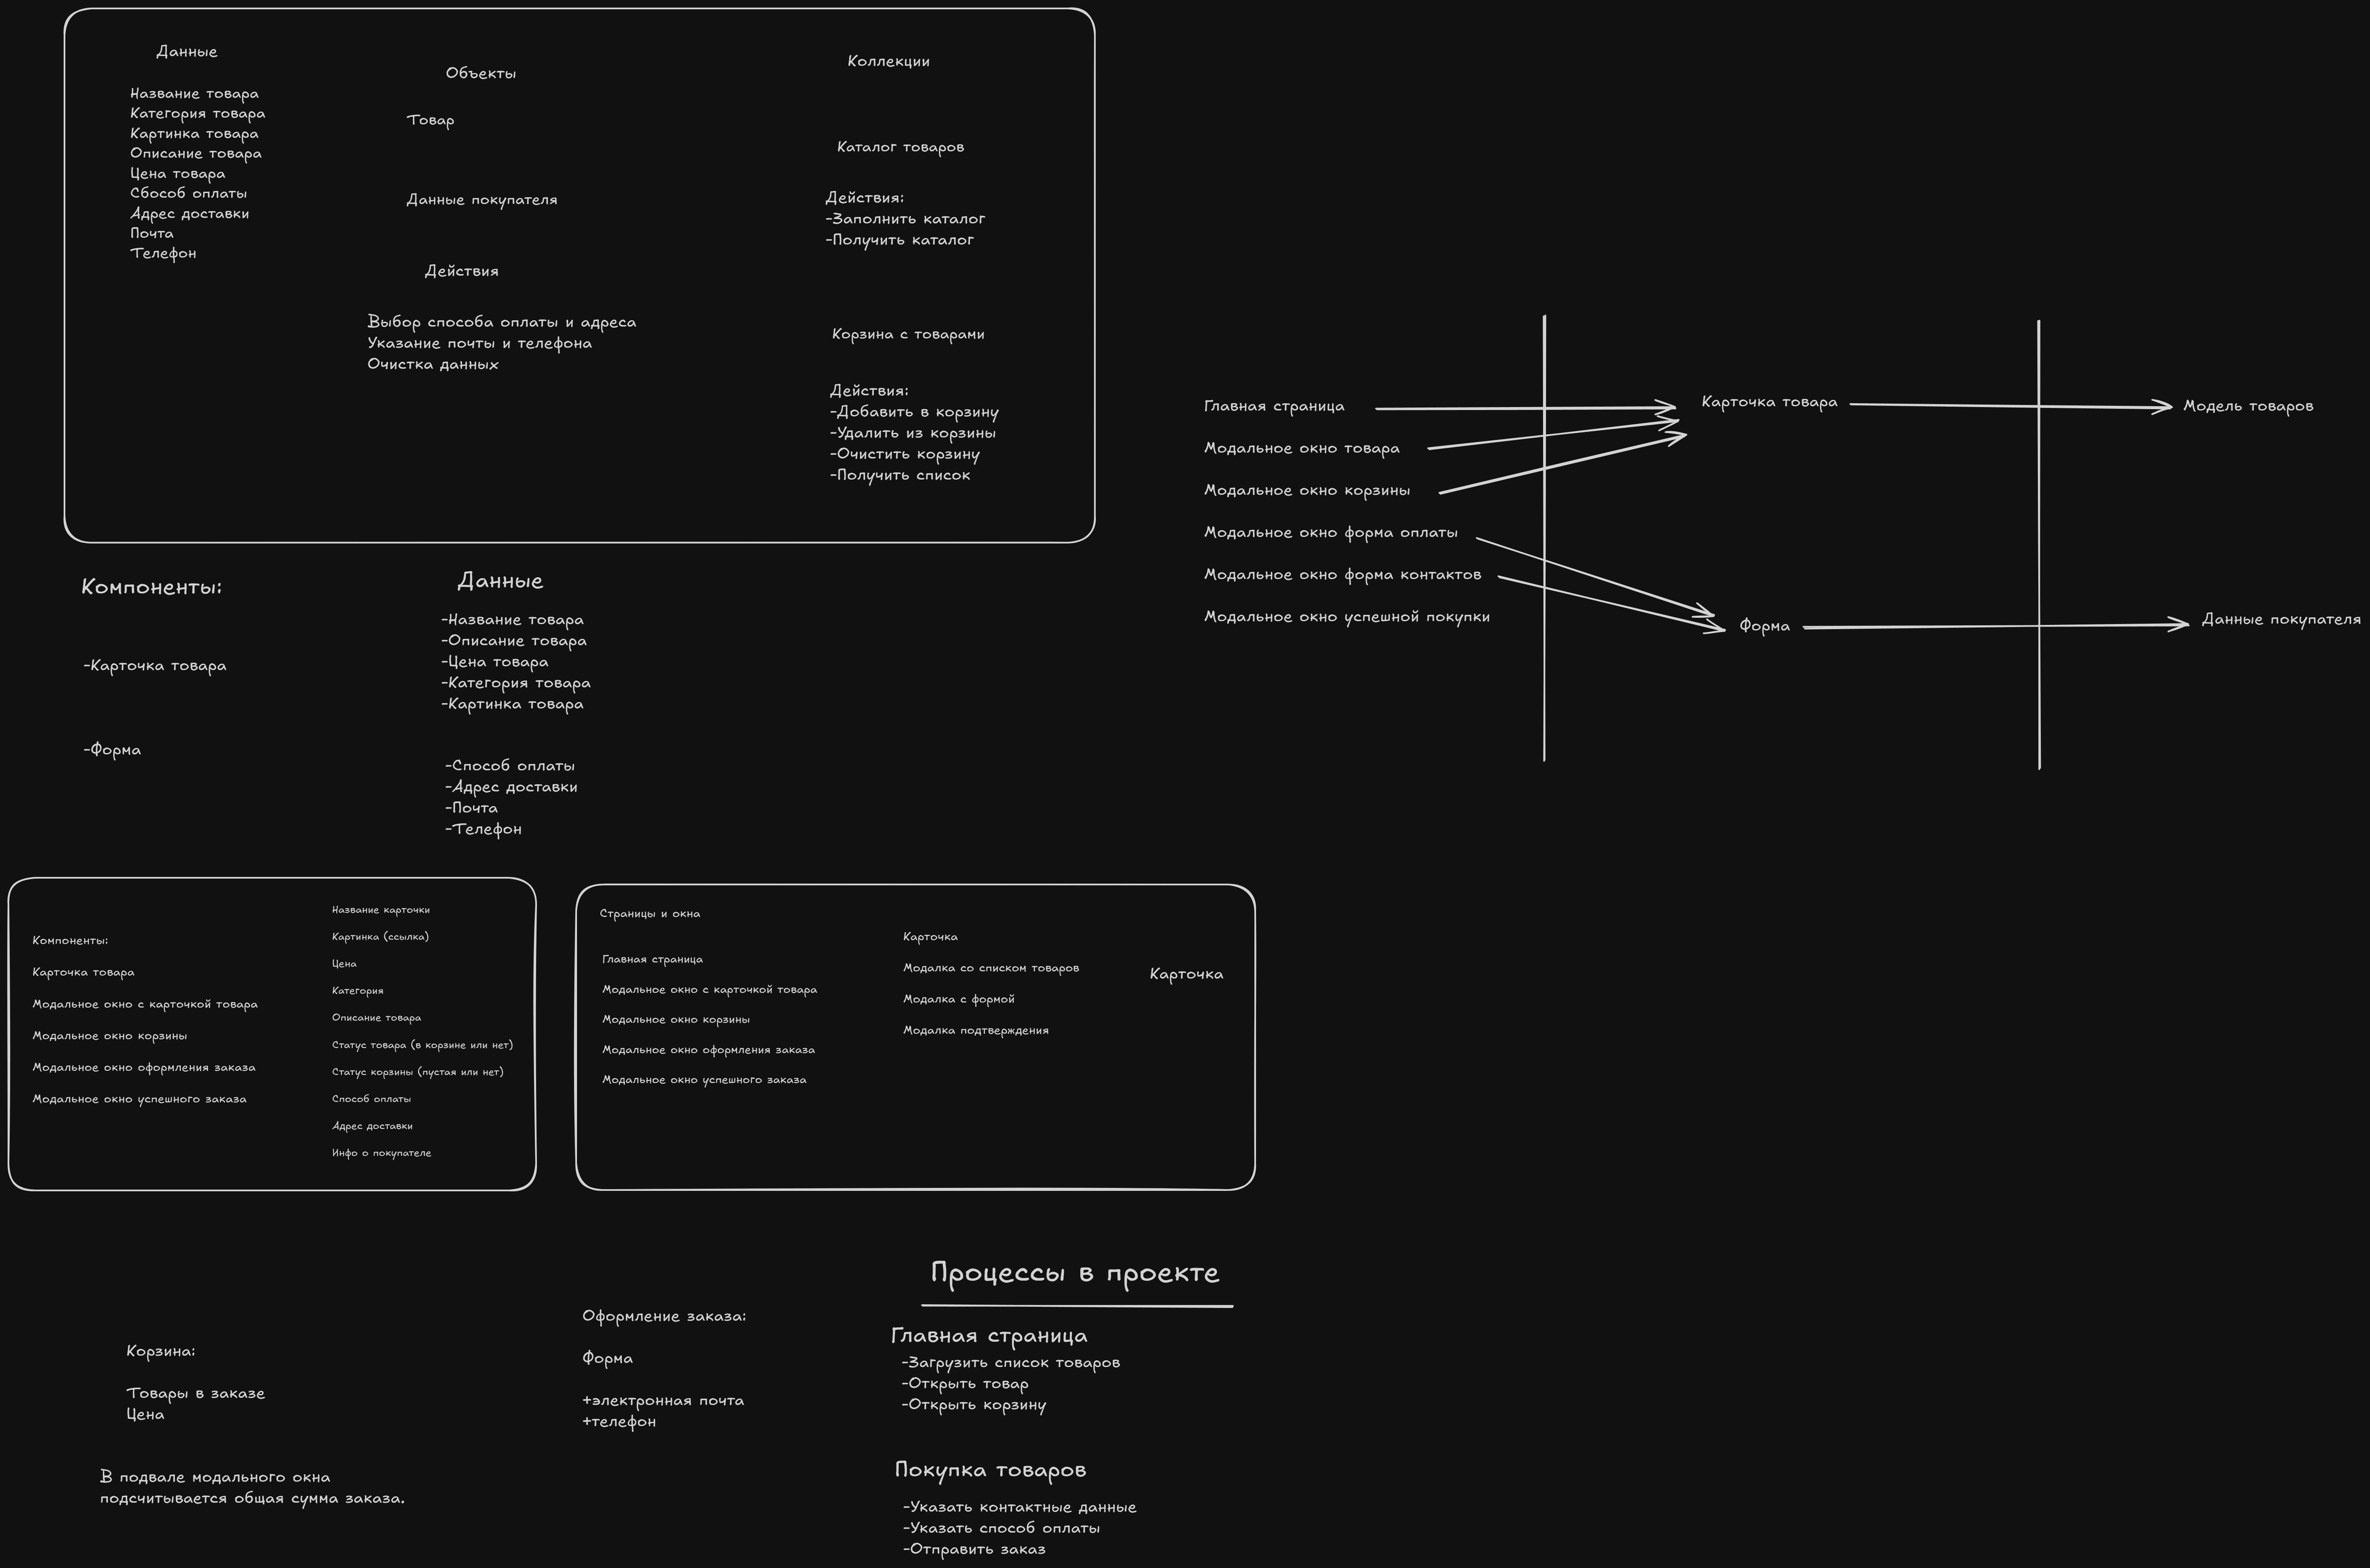 Данные
Название товара
Категория товара
Картинка товара
Описание товара
Цена товара
Сбособ оплаты
Адрес доставки
Почта
Телефон
Объекты
Товар
Данные покупателя
Действия
Выбор способа оплаты и адреса
Указание почты и телефона
Очистка данных
Коллекции
Каталог товаров
Действия:
-Заполнить каталог
-Получить каталог
Корзина с товарами
Действия:
-Добавить в корзину
-Удалить из корзины
-Очистить корзину
-Получить список
Главная страница
Модальное окно товара
Модальное окно корзины
Модальное окно форма оплаты
Модальное окно форма контактов
Модальное окно успешной покупки
Карточка товара
Форма
Модель товаров
Данные покупателя
Компоненты:
-Карточка товара
-Форма
Данные
-Название товара
-Описание товара
-Цена товара
-Категория товара
-Картинка товара
-Способ оплаты
-Адрес доставки
-Почта
-Телефон
Компоненты:
Карточка товара
Модальное окно с карточкой товара
Модальное окно корзины
Модальное окно оформления заказа
Модальное окно успешного заказа
Название карточки
Картинка (ссылка)
Цена
Категория
Описание товара
Статус товара (в корзине или нет)
Статус корзины (пустая или нет)
Способ оплаты
Адрес доставки
Инфо о покупателе
Страницы и окна
Главная страница
Модальное окно с карточкой товара
Модальное окно корзины
Модальное окно оформления заказа
Модальное окно успешного заказа
Карточка
Модалка со списком товаров
Модалка с формой
Модалка подтверждения
Карточка
Корзина:
Товары в заказе
Цена
В подвале модального окна
подсчитывается общая сумма заказа.
Оформление заказа:
Форма
+электронная почта
+телефон
Процессы в проекте
Главная страница
-Загрузить список товаров
-Открыть товар
-Открыть корзину
Покупка товаров
-Указать контактные данные
-Указать способ оплаты
-Отправить заказ